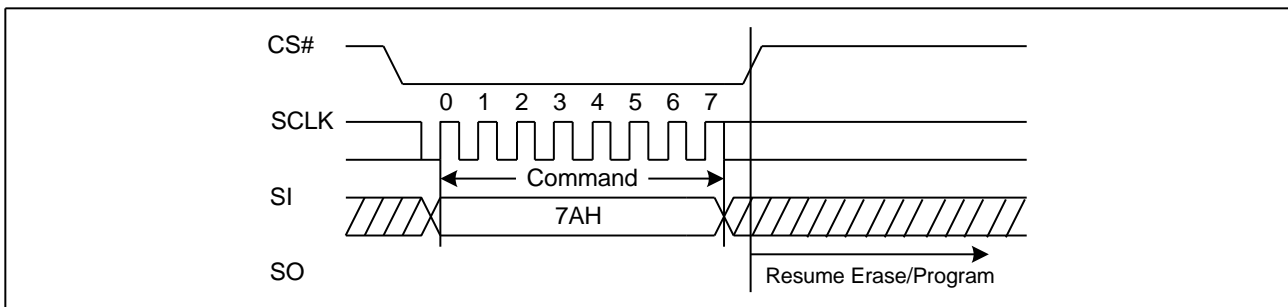 CS#
0 1 2 3 4 5 6 7
SCLK
Command
SI
7AH
SO
Resume Erase/Program